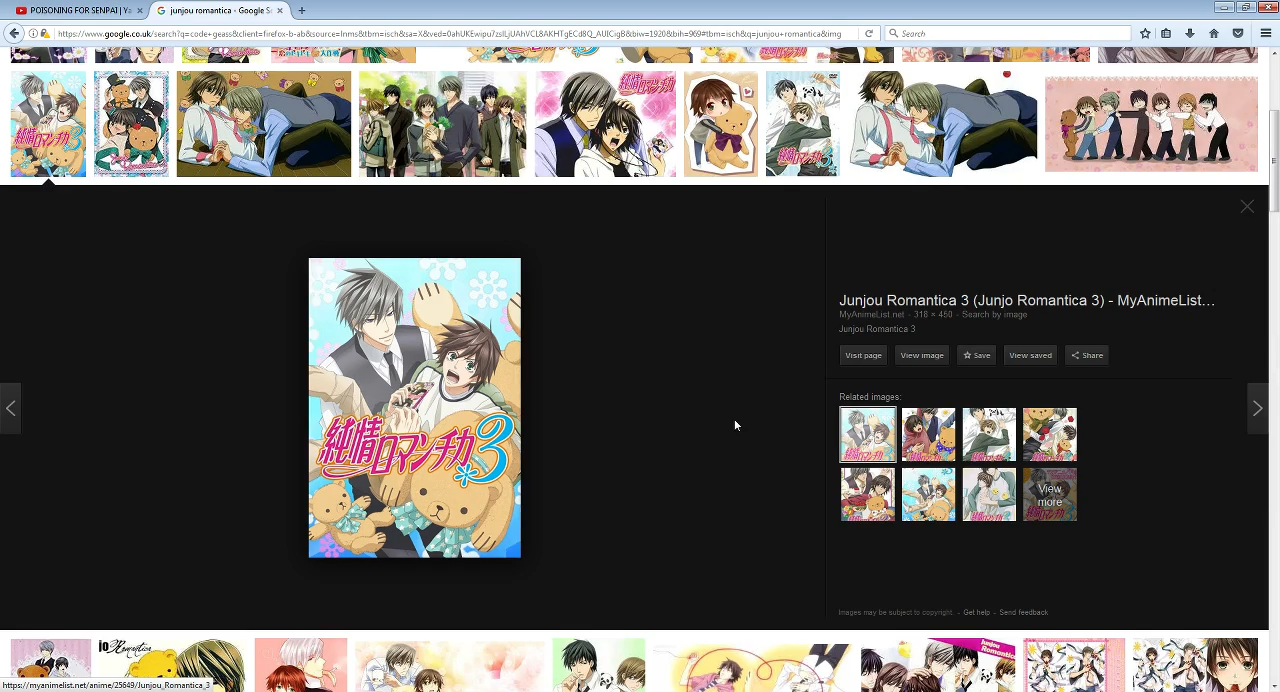 POISONING FOR SENPAI | Ya
junjou romantica - Google Se
https://www.google.co.uk/search?q=code+geass&client=firefox-b-ab&source=lnms&tbm=isch&sa=X&ved=0ahUKEwipu7zslLjUAhVCL8AKHTgECd8Q_AUICigB&biw=1920&bih=969#tbm=isch&q=junjou+romantica&img
Search
純情ロマンチカ3
Junjou Romantica 3 (Junjo Romantica 3) - MyAnimeList…
MyAnimeList.net - 318 × 450 - Search by image
Junjou Romantica 3
Visit page
View image
Save
View saved
Share
Related images:
View
more
Images may be subject to copyright. - Get help - Send feedback
https://myanimelist.net/anime/25649/Junjou_Romantica_3